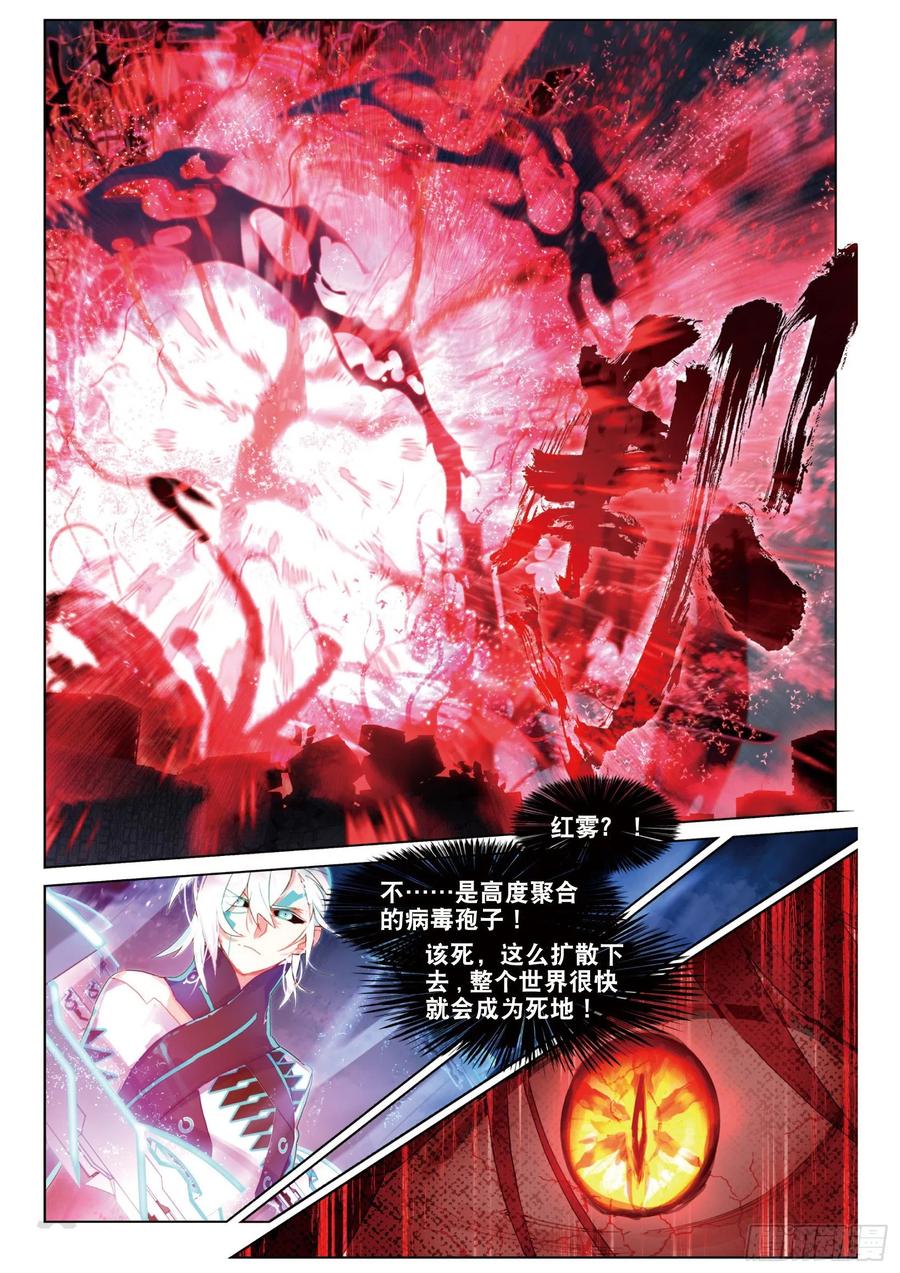 红雾？！
不……是高度聚合
的病毒孢子！
该死，这么扩散下
去，整个世界很快
就会成为死地！